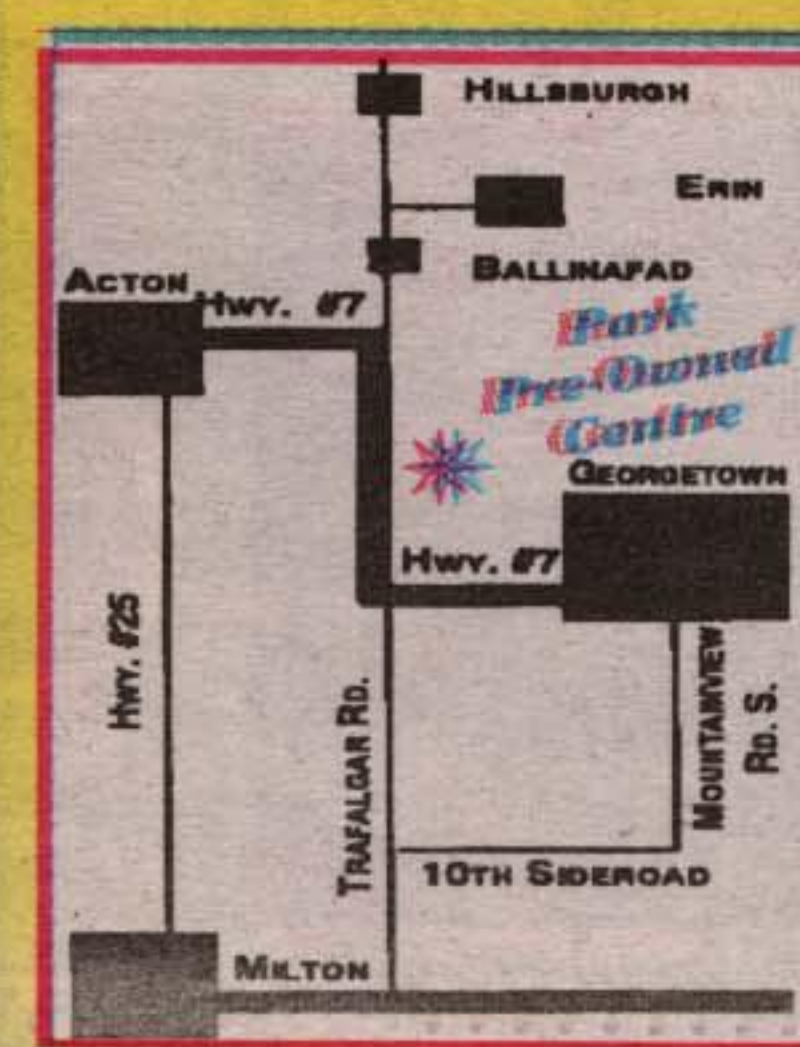 HILLSBURGH
ERIN
BALLINAFAD
ACTON
HWY. #7
Park
Pre-Owned
Centre
GEORGETOWN
HWY. #7
HWY. #25
TRAFALGAR RD.
MOUNTAINVIEW
RD. S.
10TH SIDEROAD
MILTON